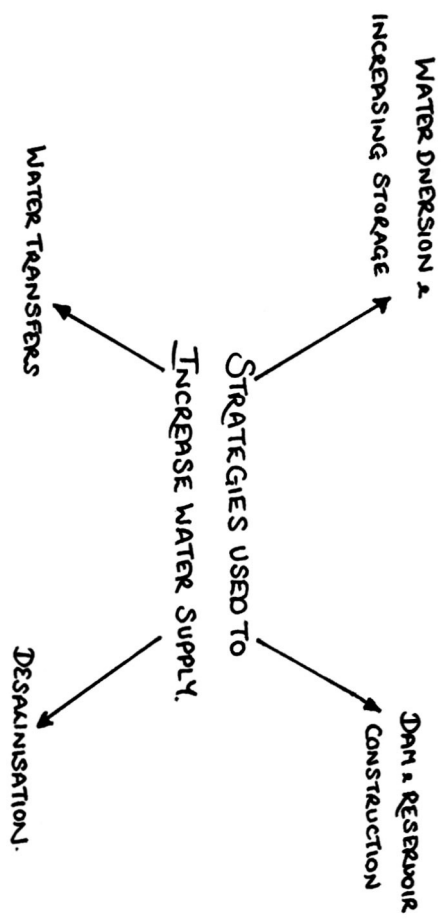 WATER DIVERSION &
INCREASING STORAGE
DAM & RESERVOIR
CONSTRUCTION
STRATEGIES USED TO
INCREASE WATER SUPPLY.
WATER TRANSFERS
DESALINISATION.